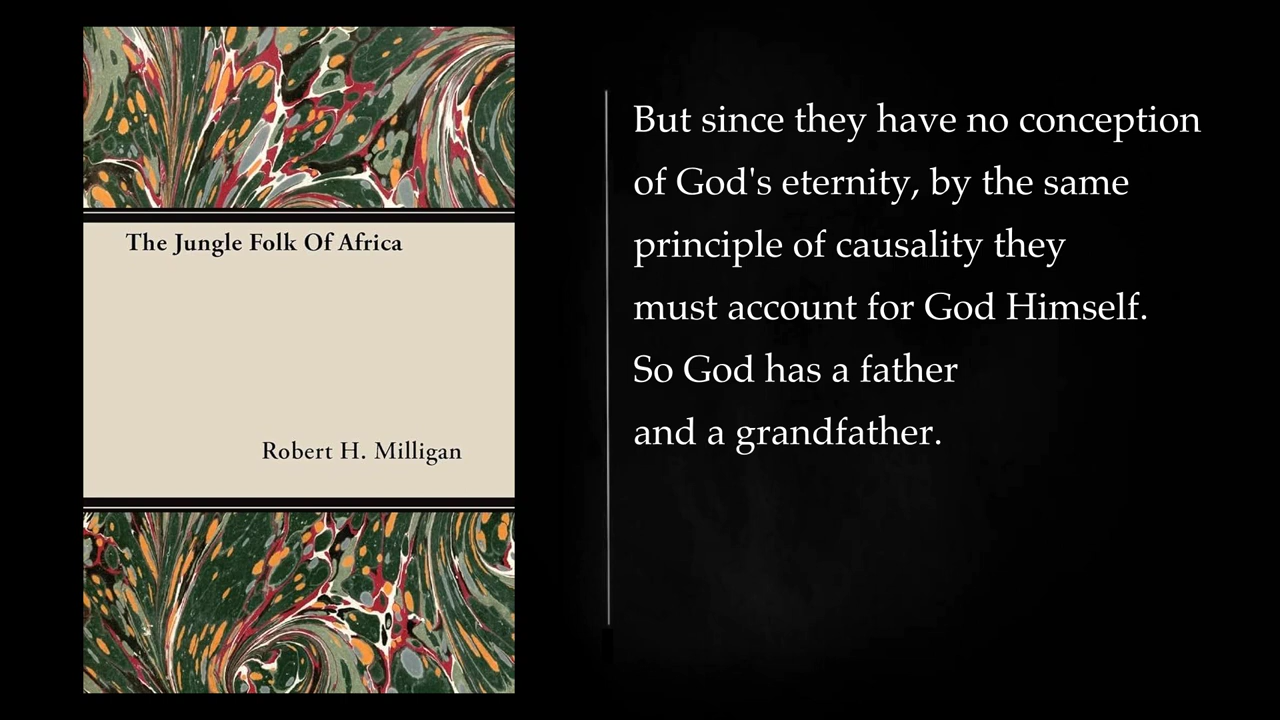 The Jungle Folk Of Africa
Robert H. Milligan
But since they have no conception
of God's eternity, by the same
principle of causality they
must account for God Himself.
So God has a father
and a grandfather.